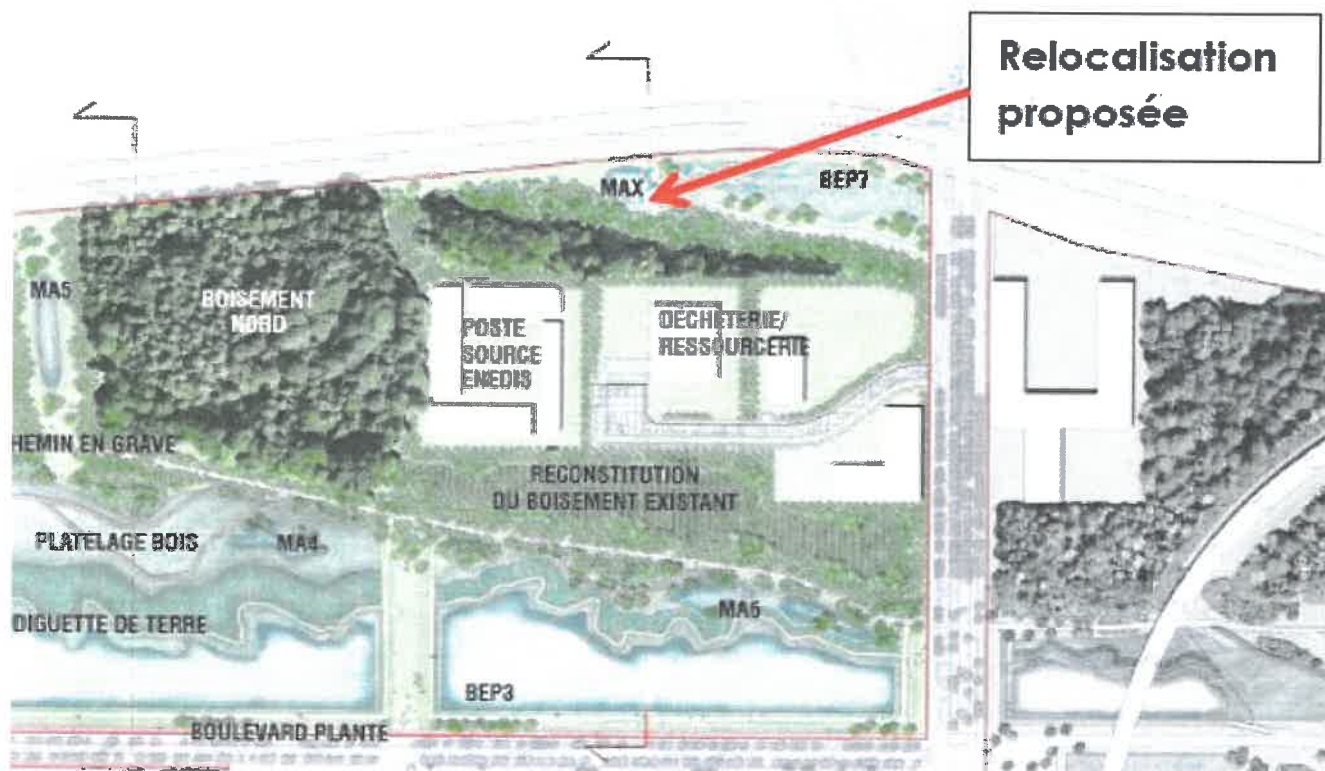 Relocalisation
proposée
MAX
BEP7
MA5
BOISEMENT
NORD
POSTE
SOURCE
ENEDIS
DECHETERIE/
RESSOURCERIE
HEMIN EN GRAVE
RECONSTITUTION
DU BOISEMENT EXISTANT
PLATELAGE BOIS
MA4
MA5
DIGUETTE DE TERRE
BEP3
BOULEVARD PLANTE